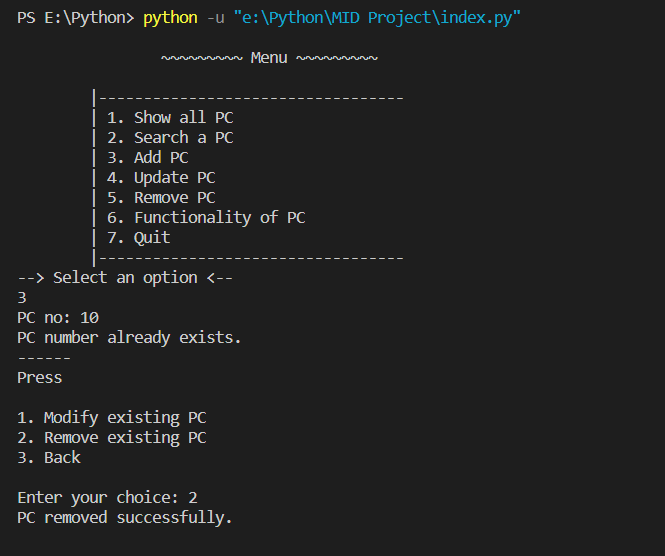 PS E:\Python> python -u "e:\Python\MID Project\index.py"
~~~~~~~~~ Menu ~~~~~~~~~
|----------------------------------
| 1. Show all PC
| 2. Search a PC
| 3. Add PC
| 4. Update PC
| 5. Remove PC
| 6. Functionality of PC
| 7. Quit
|----------------------------------
--> Select an option <--
3
PC no: 10
PC number already exists.
------
Press
1. Modify existing PC
2. Remove existing PC
3. Back
Enter your choice: 2
PC removed successfully.